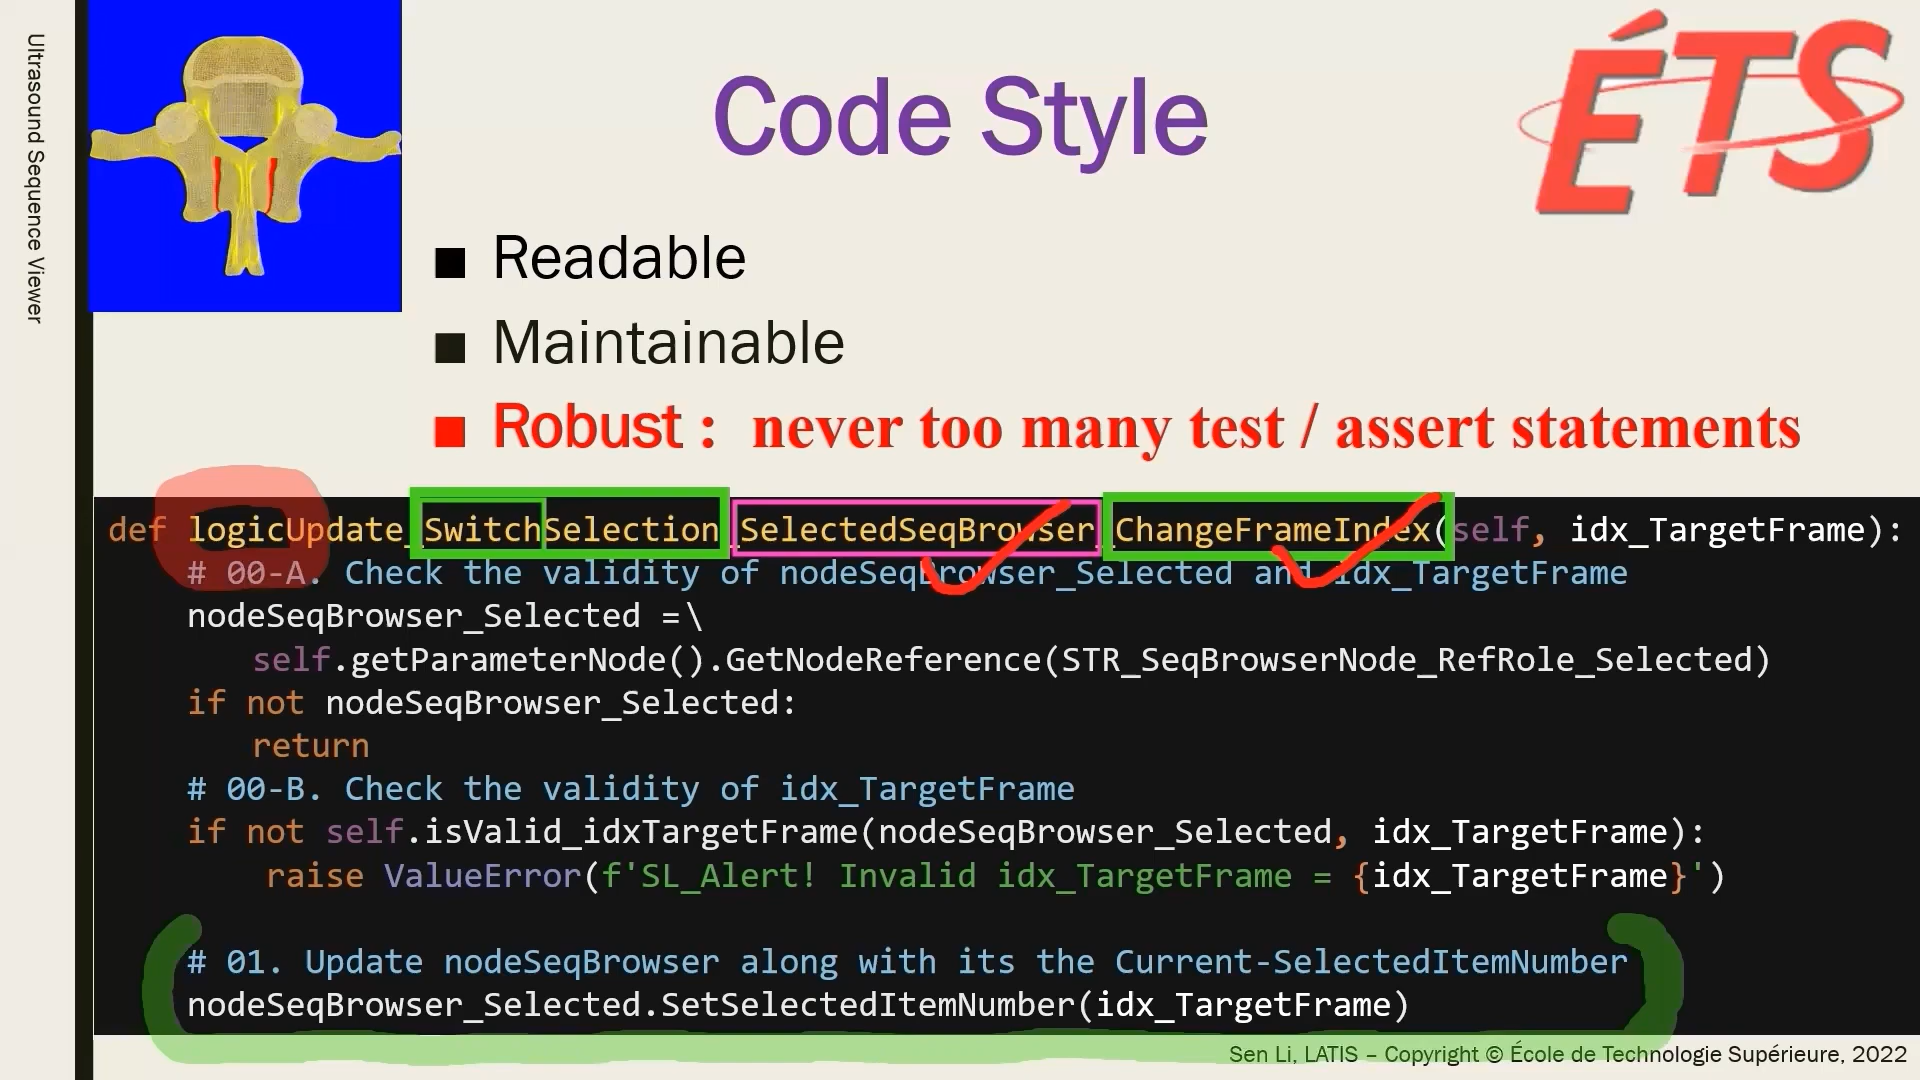 Ultrasound Sequence Viewer
Code Style
ÉTS
■ Readable
■ Maintainable
■ Robust : never too many test / assert statements
def logicUpdate_SwitchSelection_SelectedSeqBrowser_ChangeFrameIndex(self, idx_TargetFrame):
# 00-A. Check the validity of nodeSeqBrowser_Selected and idx_TargetFrame
nodeSeqBrowser_Selected =\
self.getParameterNode().GetNodeReference(STR_SeqBrowserNode_RefRole_Selected)
if not nodeSeqBrowser_Selected:
return
# 00-B. Check the validity of idx_TargetFrame
if not self.isValid_idxTargetFrame(nodeSeqBrowser_Selected, idx_TargetFrame):
raise ValueError(f'SL_Alert! Invalid idx_TargetFrame = {idx_TargetFrame}')
# 01. Update nodeSeqBrowser along with its the Current-SelectedItemNumber
nodeSeqBrowser_Selected.SetSelectedItemNumber(idx_TargetFrame)
Sen Li, LATIS – Copyright © École de Technologie Supérieure, 2022